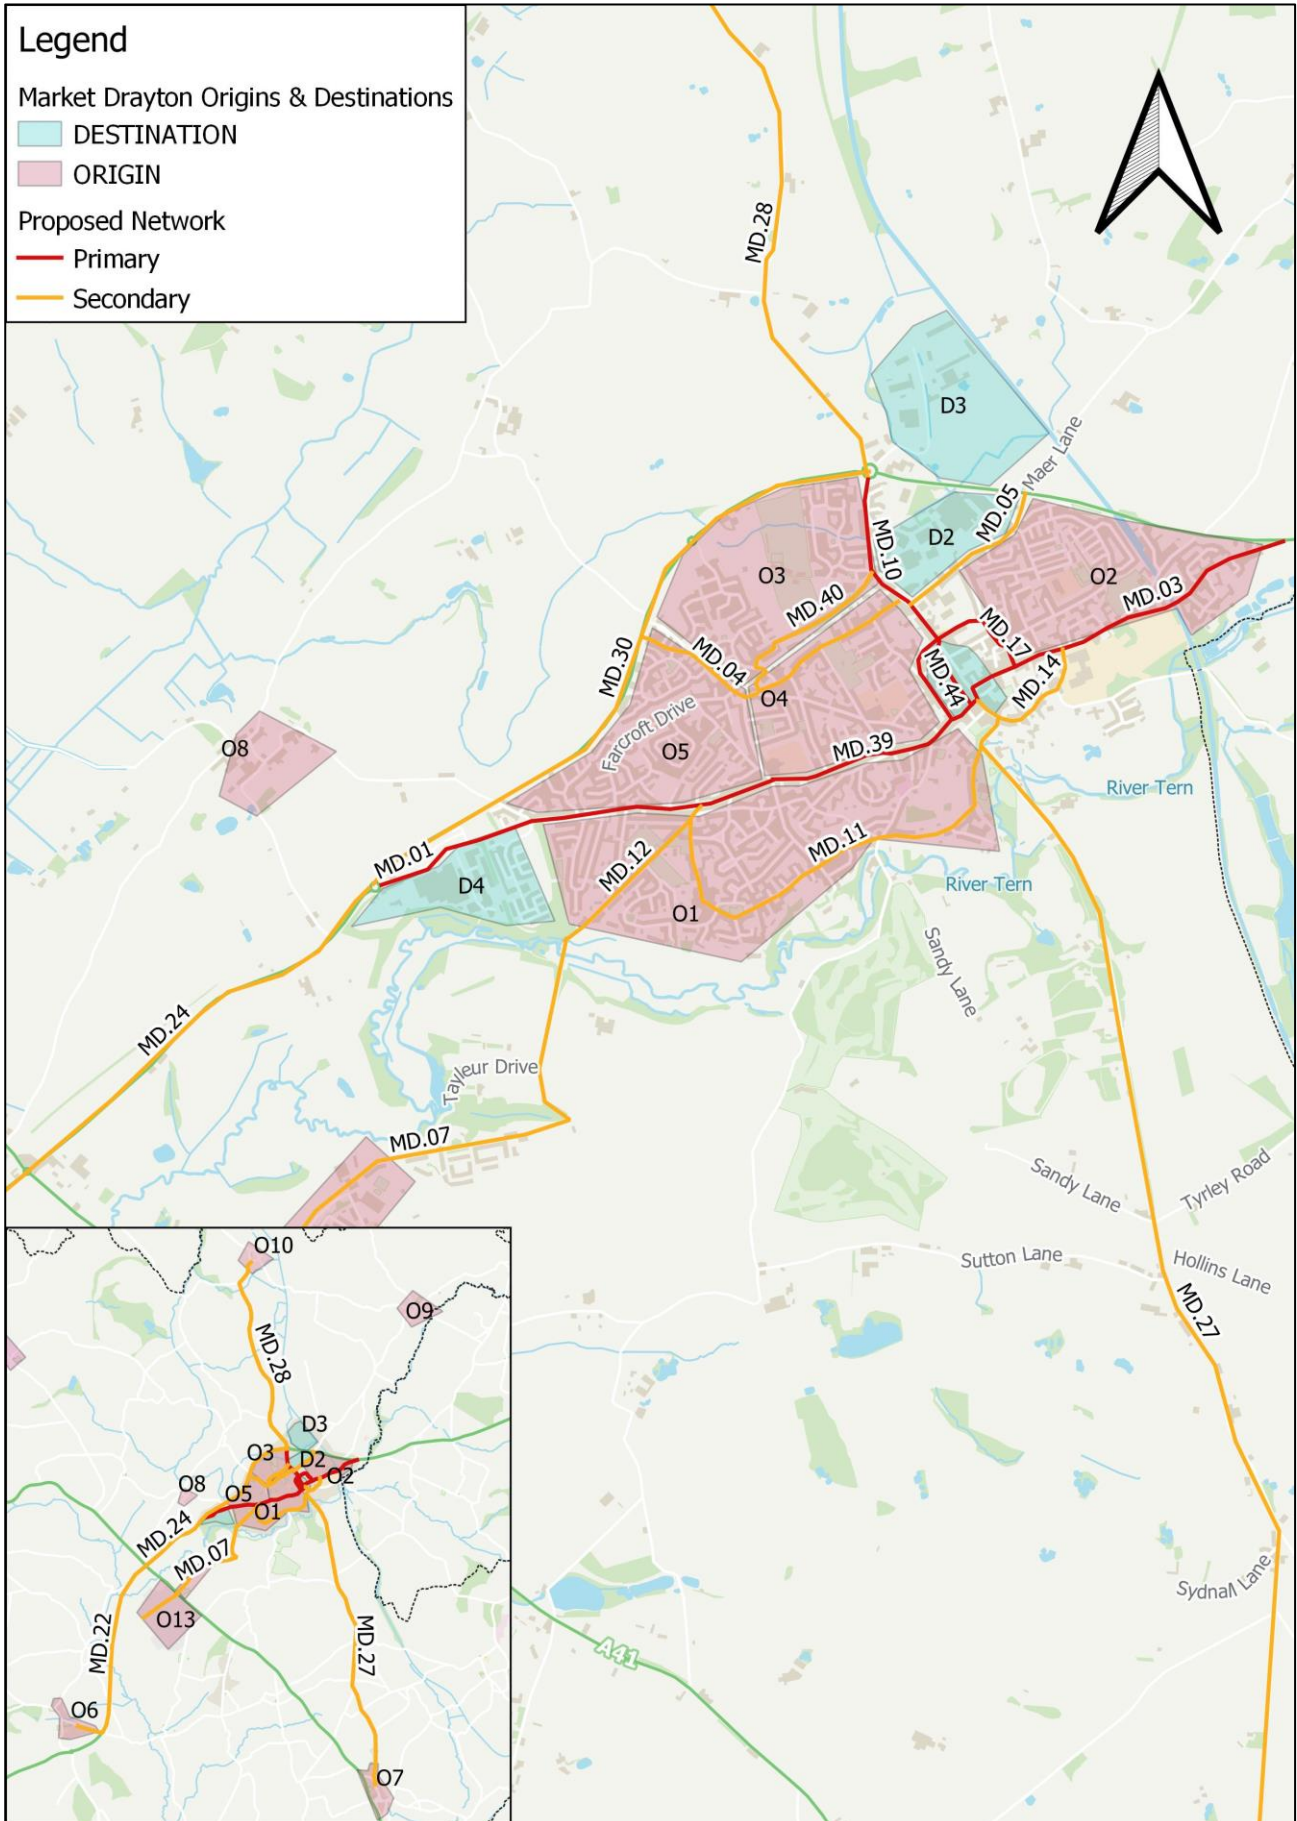 Legend
Market Drayton Origins & Destinations
DESTINATION
ORIGIN
Proposed Network
Primary
Secondary
MD.28
D3
Maer Lane
MD.05
D2
MD.10
O3
O2
MD.03
MD.40
MD.17
MD.04
MD.30
MD.44
MD.14
O4
Farcroft Drive
O8
O5
MD.39
River Tern
MD.01
MD.12
MD.11
D4
River Tern
O1
Sandy Lane
MD.24
Tayleur Drive
MD.07
Sandy Lane
Tyrley Road
Sutton Lane
Hollins Lane
MD.27
Sydnall Lane
A41
O10
O9
MD.28
D3
O3
D2
O2
O8
O5
O1
MD.24
MD.07
O13
MD.22
MD.27
O6
O7